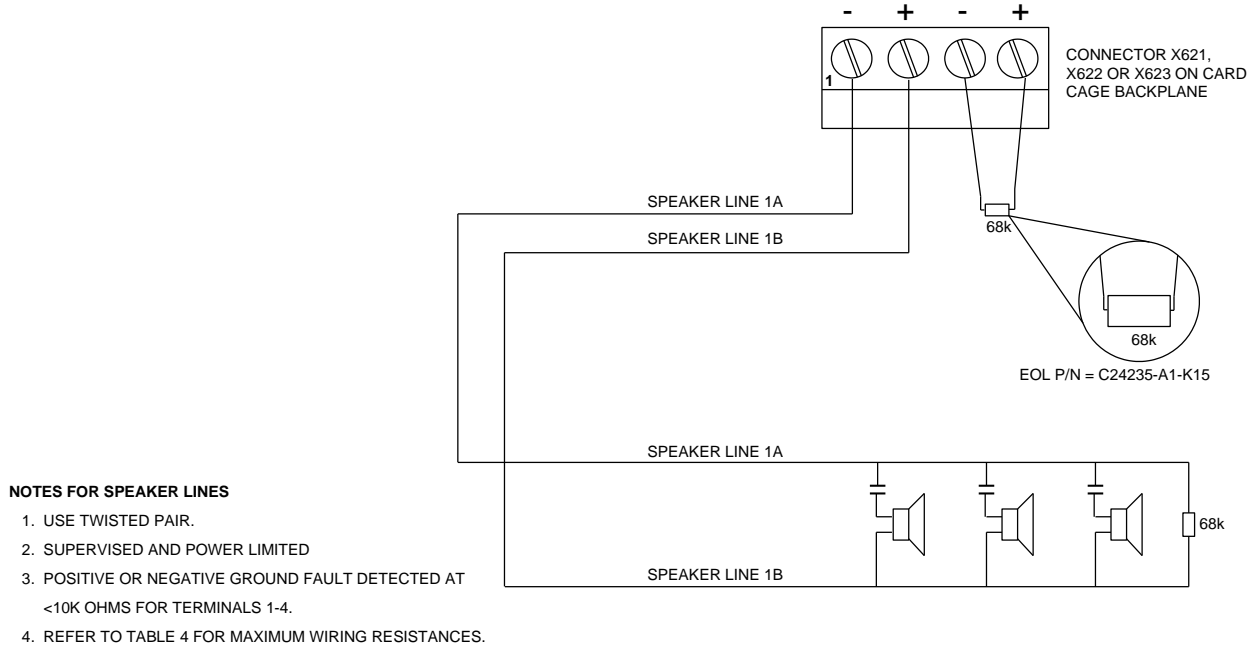 - + - +
1
CONNECTOR X621,
X622 OR X623 ON CARD
CAGE BACKPLANE
SPEAKER LINE 1A
SPEAKER LINE 1B
68k
68k
EOL P/N = C24235-A1-K15
SPEAKER LINE 1A
68k
SPEAKER LINE 1B
NOTES FOR SPEAKER LINES
1. USE TWISTED PAIR.
2. SUPERVISED AND POWER LIMITED
3. POSITIVE OR NEGATIVE GROUND FAULT DETECTED AT
<10K OHMS FOR TERMINALS 1-4.
4. REFER TO TABLE 4 FOR MAXIMUM WIRING RESISTANCES.